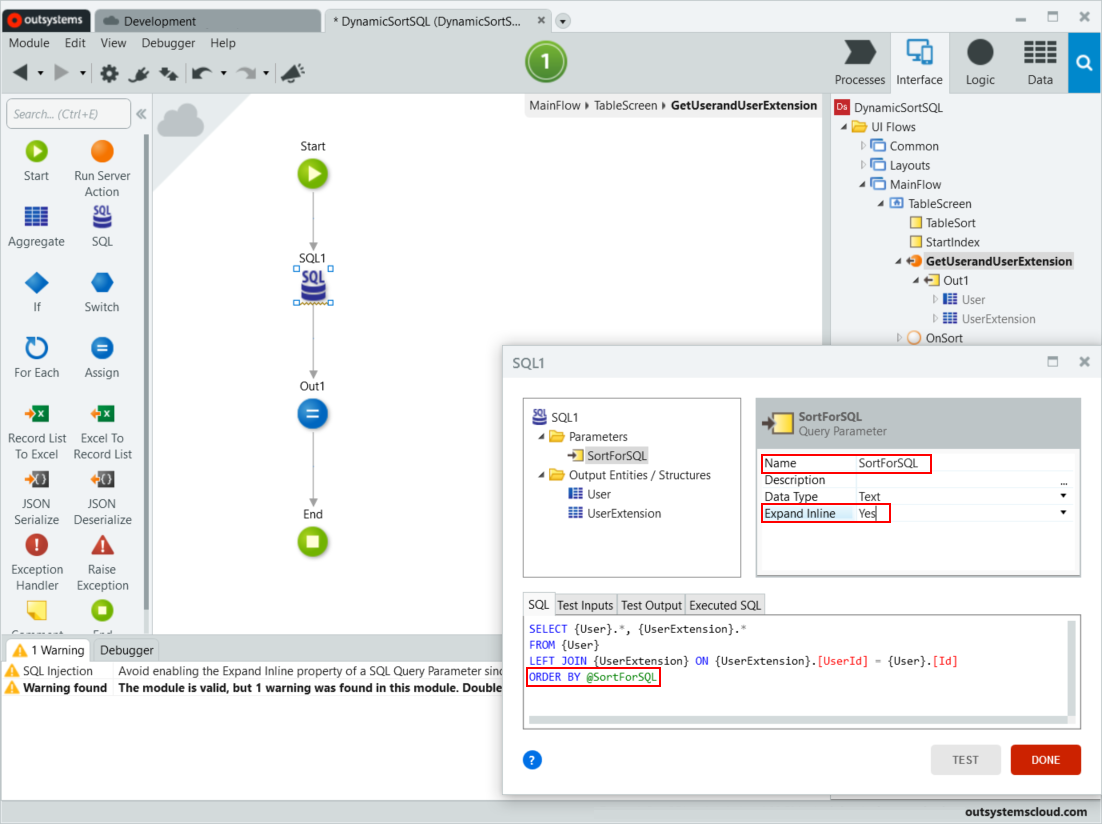 outsystems
Development
* DynamicSortSQL (DynamicSortS...
Module Edit View Debugger Help
1
Processes Interface Logic Data
Search... (Ctrl+E)
MainFlow TableScreen GetUserandUserExtension
Start
Run Server
Action
Aggregate
SQL
If
Switch
For Each
Assign
Record List
To Excel
Excel To
Record List
JSON
Serialize
JSON
Deserialize
Exception
Handler
Raise
Exception
Comment
End
Start
SQL1
SQL
Out1
End
Ds DynamicSortSQL
UI Flows
Common
Layouts
MainFlow
TableScreen
TableSort
StartIndex
GetUserandUserExtension
Out1
User
UserExtension
OnSort
1 Warning Debugger
SQL Injection Avoid enabling the Expand Inline property of a SQL Query Parameter sinc
Warning found The module is valid, but 1 warning was found in this module. Double
SQL1
SQL1
Parameters
SortForSQL
Output Entities / Structures
User
UserExtension
SortForSQL
Query Parameter
Name SortForSQL
Description ...
Data Type Text
Expand Inline Yes
SQL Test Inputs Test Output Executed SQL
SELECT {User}.*, {UserExtension}.*
FROM {User}
LEFT JOIN {UserExtension} ON {UserExtension}.[UserId] = {User}.[Id]
ORDER BY @SortForSQL
?
TEST DONE
outsystemscloud.com